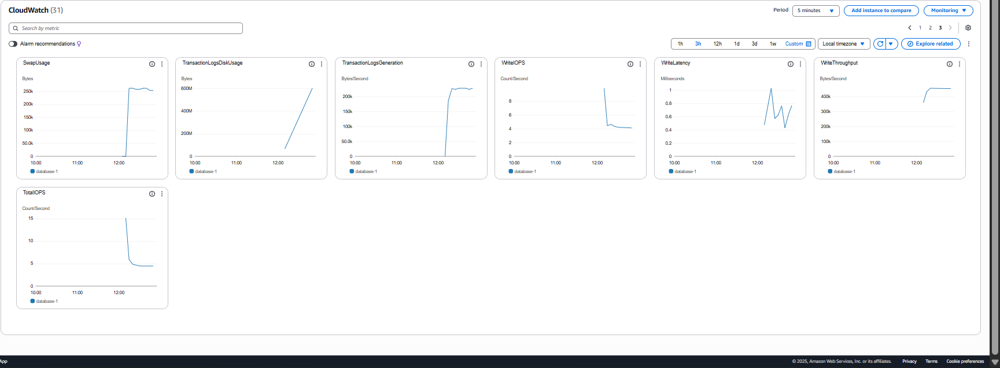 CloudWatch (31)
Period 5 minutes Add instance to compare Monitoring
Search by metric
1 2 3
Alarm recommendations
1h 3h 12h 1d 3d 1w Custom Local timezone Explore related
SwapUsage
Bytes
250k
200k
150k
100k
50.0k
0
10:00 11:00 12:00
database-1
TransactionLogsDiskUsage
Bytes
600M
400M
200M
0
10:00 11:00 12:00
database-1
TransactionLogsGeneration
Bytes/Second
200k
150k
100k
50.0k
0
10:00 11:00 12:00
database-1
WriteIOPS
Count/Second
8
6
4
2
0
10:00 11:00 12:00
database-1
WriteLatency
Milliseconds
1
0.8
0.6
0.4
0.2
0
10:00 11:00 12:00
database-1
WriteThroughput
Bytes/Second
400k
300k
200k
100k
0
10:00 11:00 12:00
database-1
TotalIOPS
Count/Second
15
10
5
0
10:00 11:00 12:00
database-1
App © 2025, Amazon Web Services, Inc. or its affiliates. Privacy Terms Cookie preferences